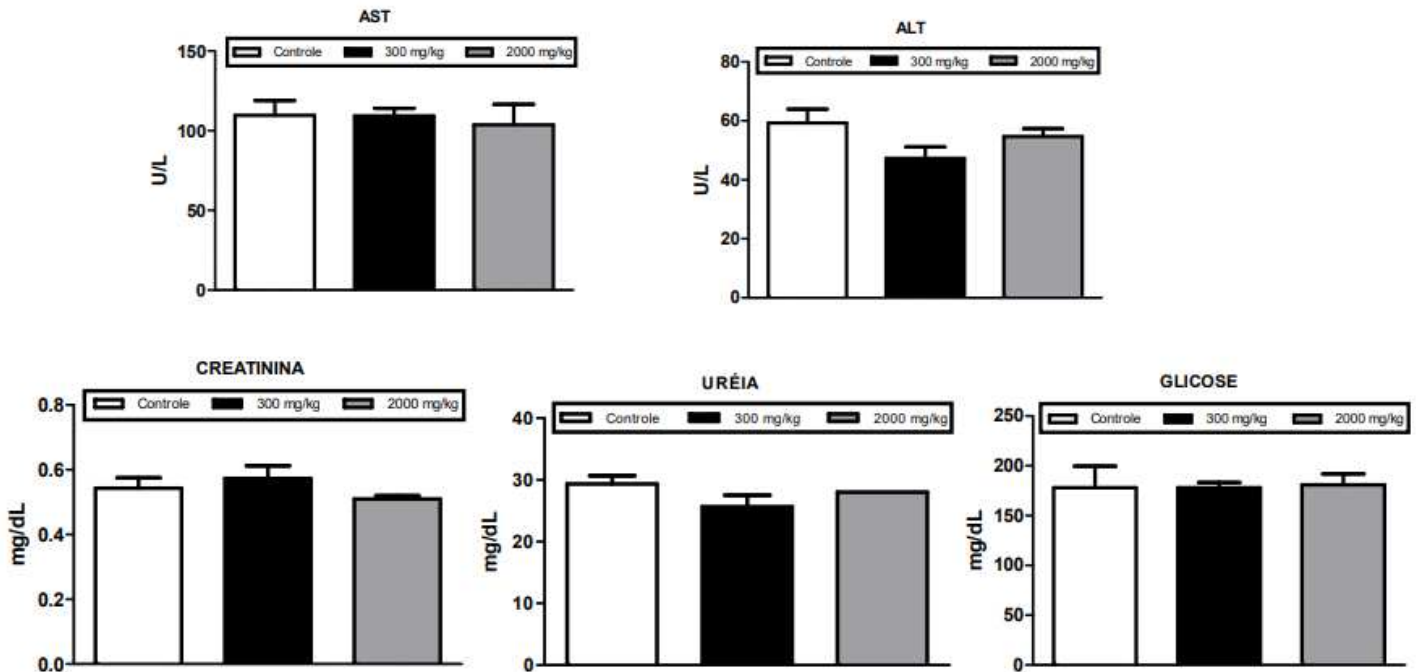 AST
Controle 300 mg/kg 2000 mg/kg
150
100
50
0
U/L
ALT
Controle 300 mg/kg 2000 mg/kg
80
60
40
20
0
U/L
CREATININA
Controle 300 mg/kg 2000 mg/kg
0.8
0.6
0.4
0.2
0.0
mg/dL
URÉIA
Controle 300 mg/kg 2000 mg/kg
40
30
20
10
0
mg/dL
GLICOSE
Controle 300 mg/kg 2000 mg/kg
250
200
150
100
50
0
mg/dL